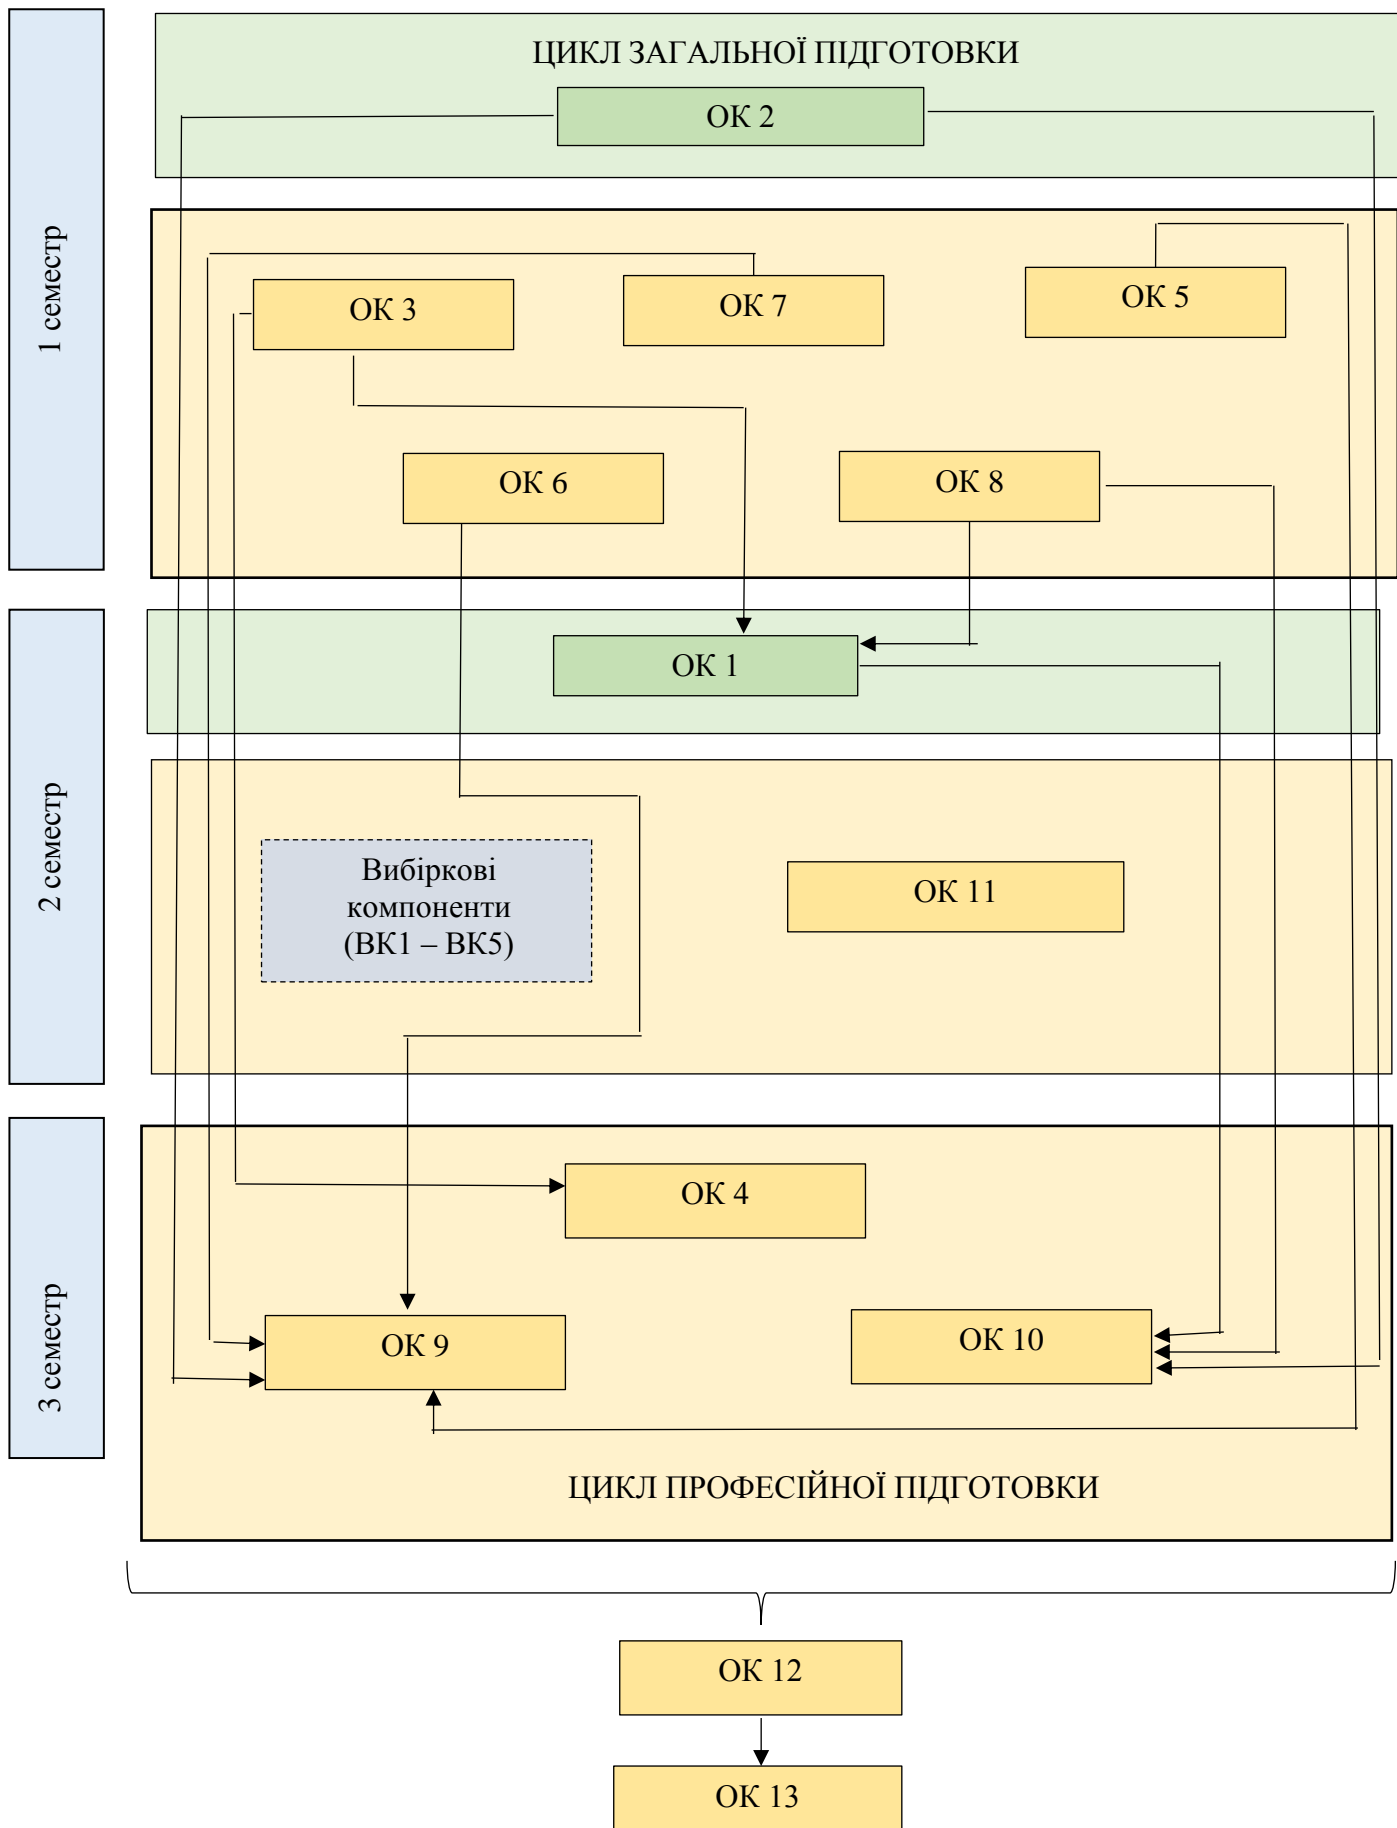 ЦИКЛ ЗАГАЛЬНОЇ ПІДГОТОВКИ
ОК 2
1 семестр
ОК 3
ОК 7
ОК 5
ОК 6
ОК 8
2 семестр
ОК 1
Вибіркові
компоненти
(ВК1 – ВК5)
ОК 11
3 семестр
ОК 4
ОК 9
ОК 10
ЦИКЛ ПРОФЕСІЙНОЇ ПІДГОТОВКИ
ОК 12
ОК 13